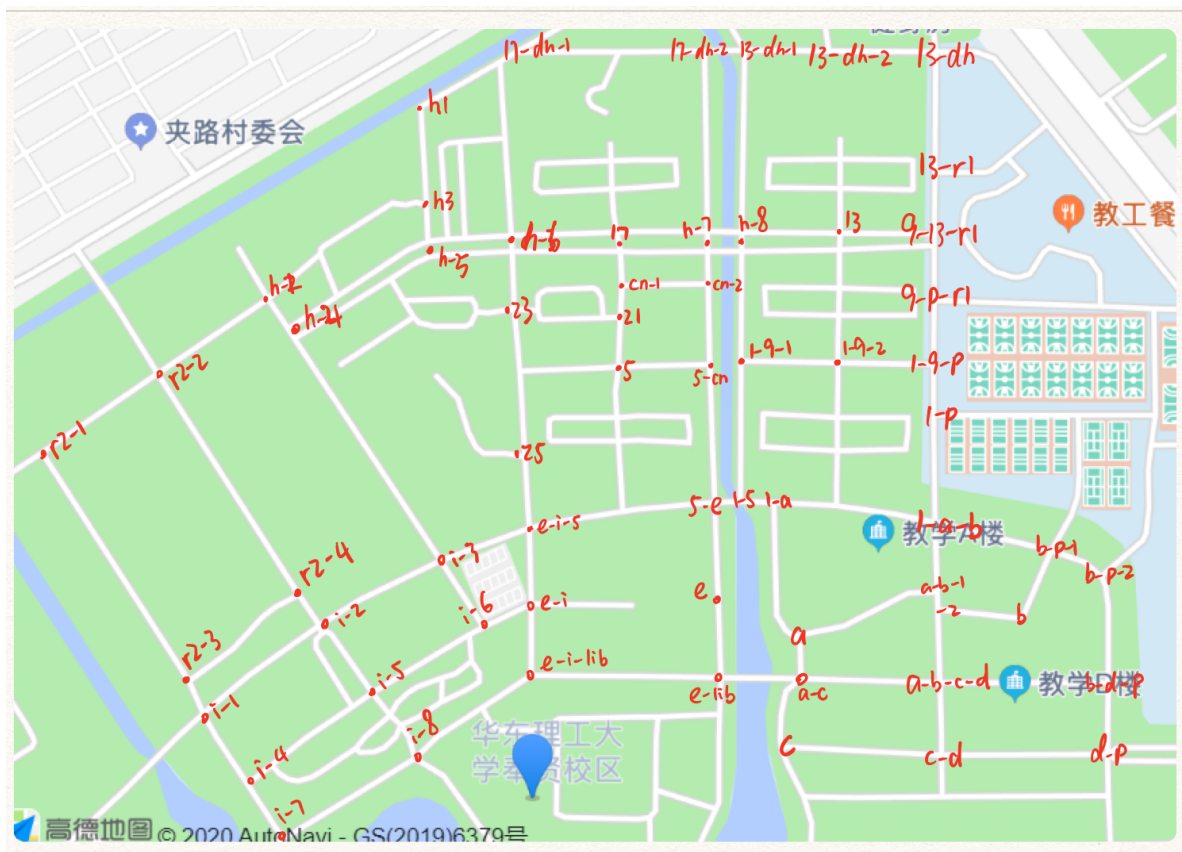 17-dh-1
17-dh-2
13-dh-1
13-dh-2
13-dh
h1
夹路村委会
13-r1
h3
教工餐
h-6
17
h-7
h-8
13
9-13-r1
h-5
h-2
cn-1
cn-2
9-p-r1
h-24
23
21
1-9-1
1-9-2
1-9-p
r2-2
5
5-cn
1-p
r2-1
25
5-e
1-5
1-a
e-i-5
1-a-b
教学A楼
i-3
b-p-1
b-p-2
r2-4
e-i
e
a-b-1
-2
b
i-2
i-6
a
r2-3
e-i-lib
i-5
e-lib
a-c
a-b-c-d
教学D楼
b-d-p
i-1
i-8
华东理工大
学奉贤校区
c
c-d
d-p
i-4
i-7
高德地图 © 2020 AutoNavi - GS(2019)6379号